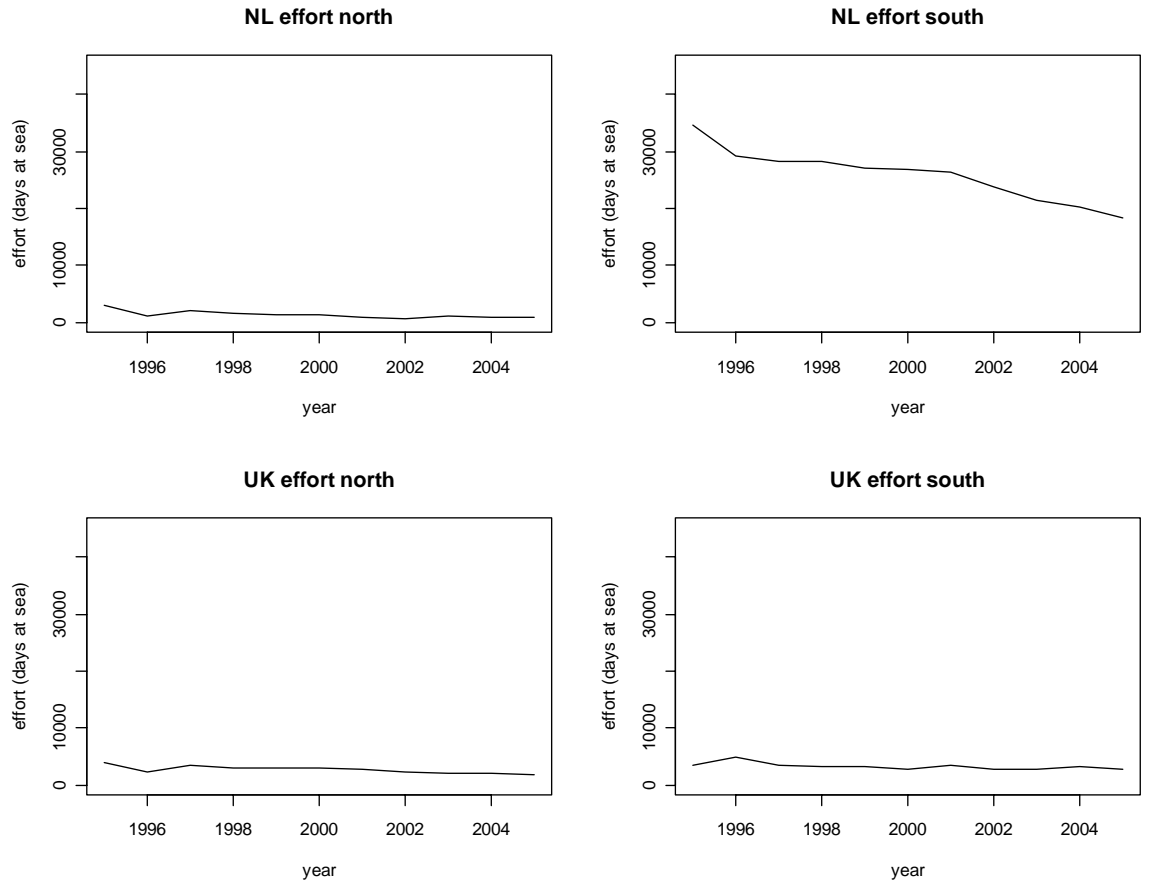 NL effort north
effort (days at sea)
30000
10000
0
1996 1998 2000 2002 2004
year
NL effort south
effort (days at sea)
30000
10000
0
1996 1998 2000 2002 2004
year
UK effort north
effort (days at sea)
30000
10000
0
1996 1998 2000 2002 2004
year
UK effort south
effort (days at sea)
30000
10000
0
1996 1998 2000 2002 2004
year